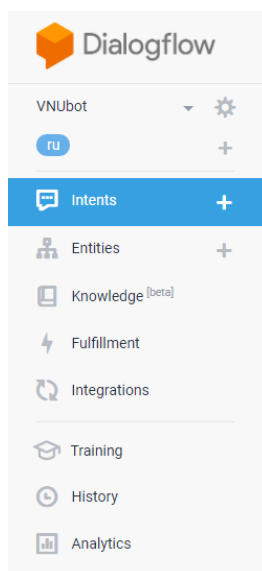 Dialogflow
VNUbot
ru
Intents
Entities
Knowledge [beta]
Fulfillment
Integrations
Training
History
Analytics